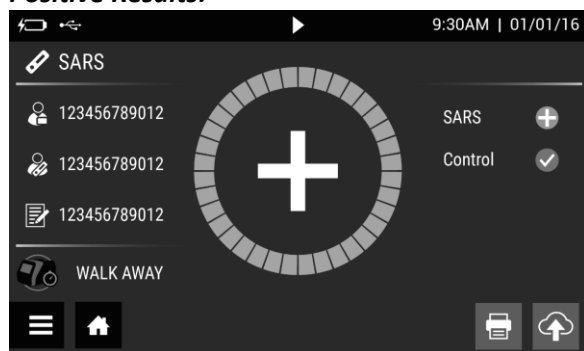 Positive Results:
9:30AM | 01/01/16
SARS
123456789012
123456789012
123456789012
WALK AWAY
SARS
Control